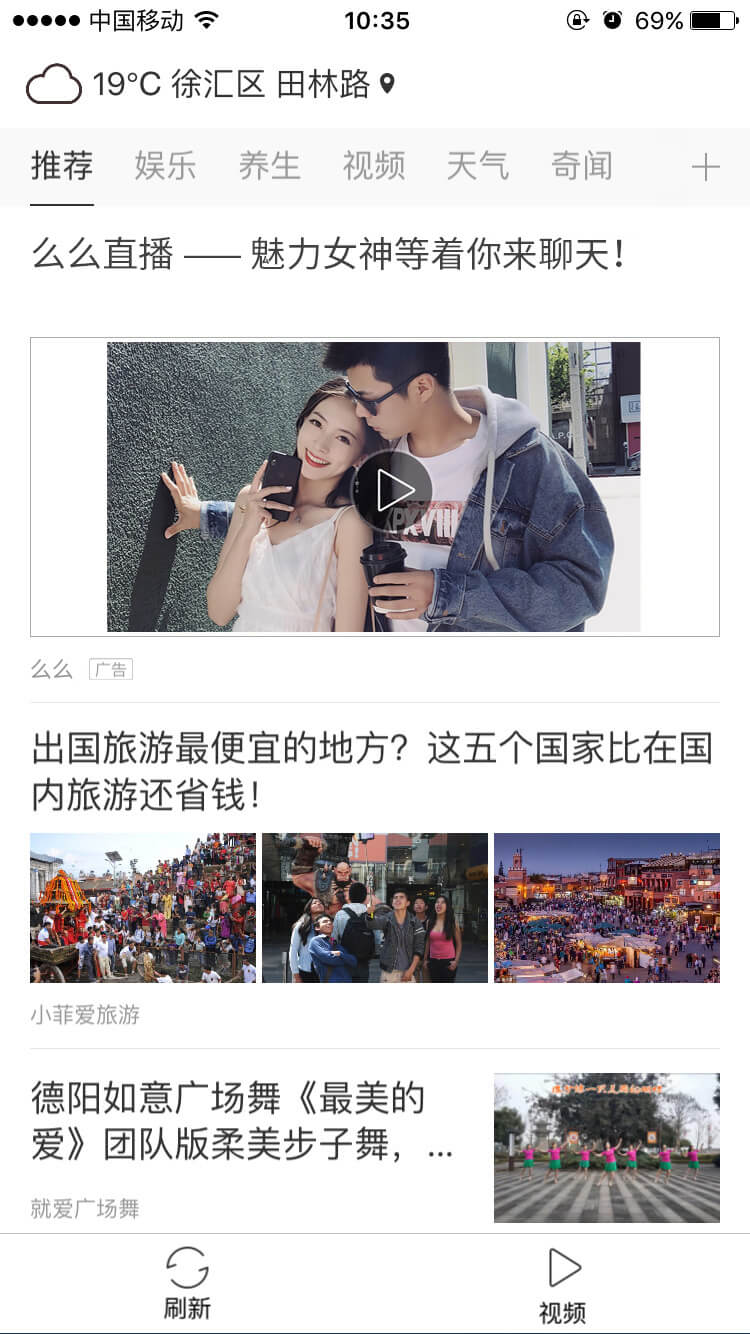 中国移动 10:35 69%
19°C 徐汇区 田林路
推荐 娱乐 养生 视频 天气 奇闻
么么直播 —— 魅力女神等着你来聊天！
XPXVIII
么么 广告
出国旅游最便宜的地方？这五个国家比在国
内旅游还省钱！
小菲爱旅游
德阳如意广场舞《最美的
爱》团队版柔美步子舞，...
就爱广场舞
刷新 视频